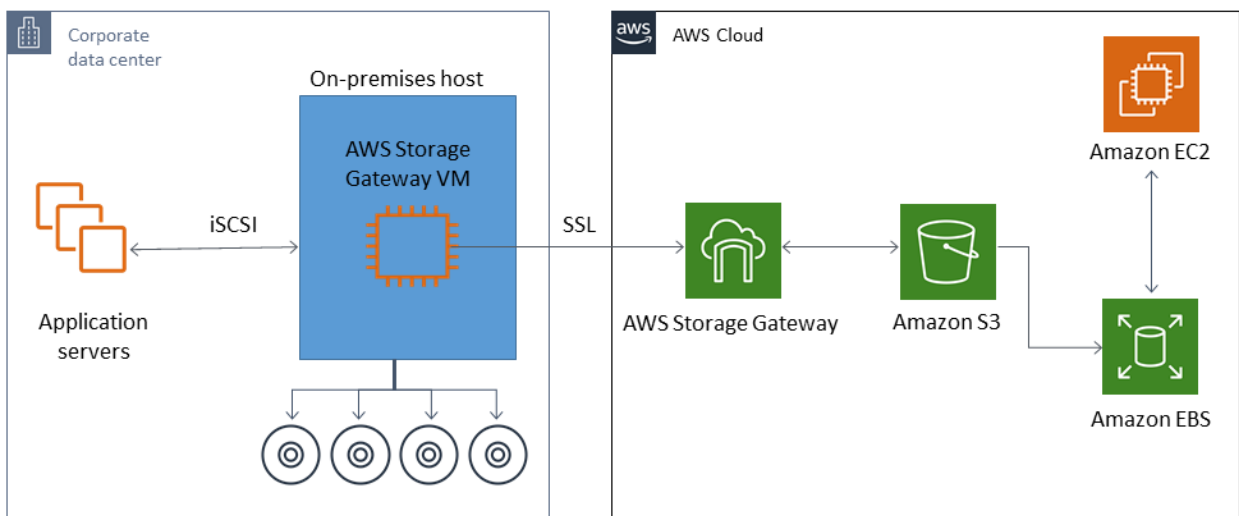 Corporate
data center
On-premises host
AWS Storage
Gateway VM
iSCSI
Application
servers
SSL
aws
AWS Cloud
Amazon EC2
AWS Storage Gateway
Amazon S3
Amazon EBS